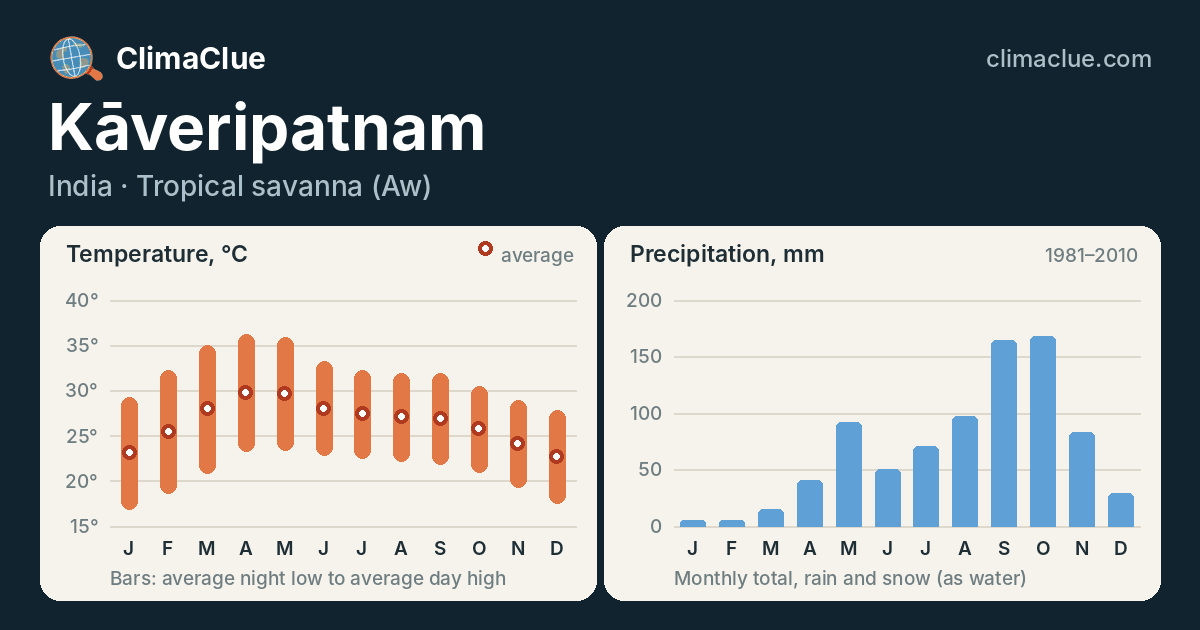 ClimaClue
climaclue.com
Kāveripatnam
India · Tropical savanna (Aw)
Temperature, °C
average
40°
35°
30°
25°
20°
15°
J F M A M J J A S O N D
Bars: average night low to average day high
Precipitation, mm
1981–2010
200
150
100
50
0
J F M A M J J A S O N D
Monthly total, rain and snow (as water)